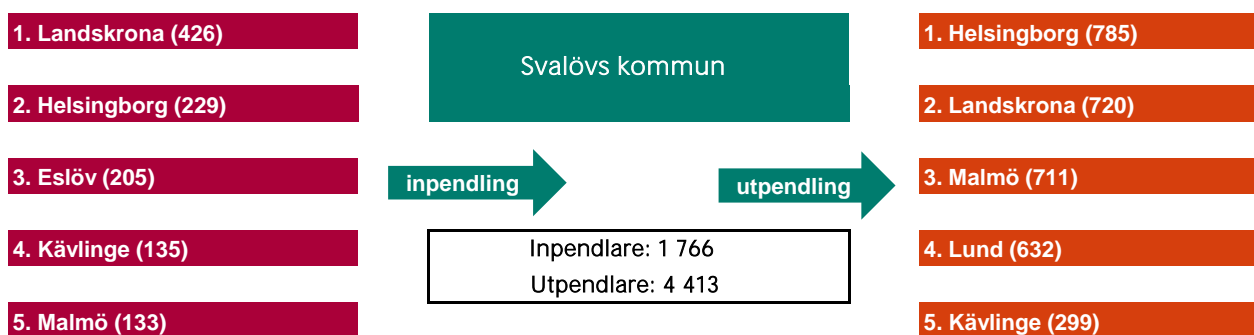 1. Landskrona (426)
2. Helsingborg (229)
3. Eslöv (205)
4. Kävlinge (135)
5. Malmö (133)
Svalövs kommun
inpendling
utpendling
Inpendlare: 1 766
Utpendlare: 4 413
1. Helsingborg (785)
2. Landskrona (720)
3. Malmö (711)
4. Lund (632)
5. Kävlinge (299)